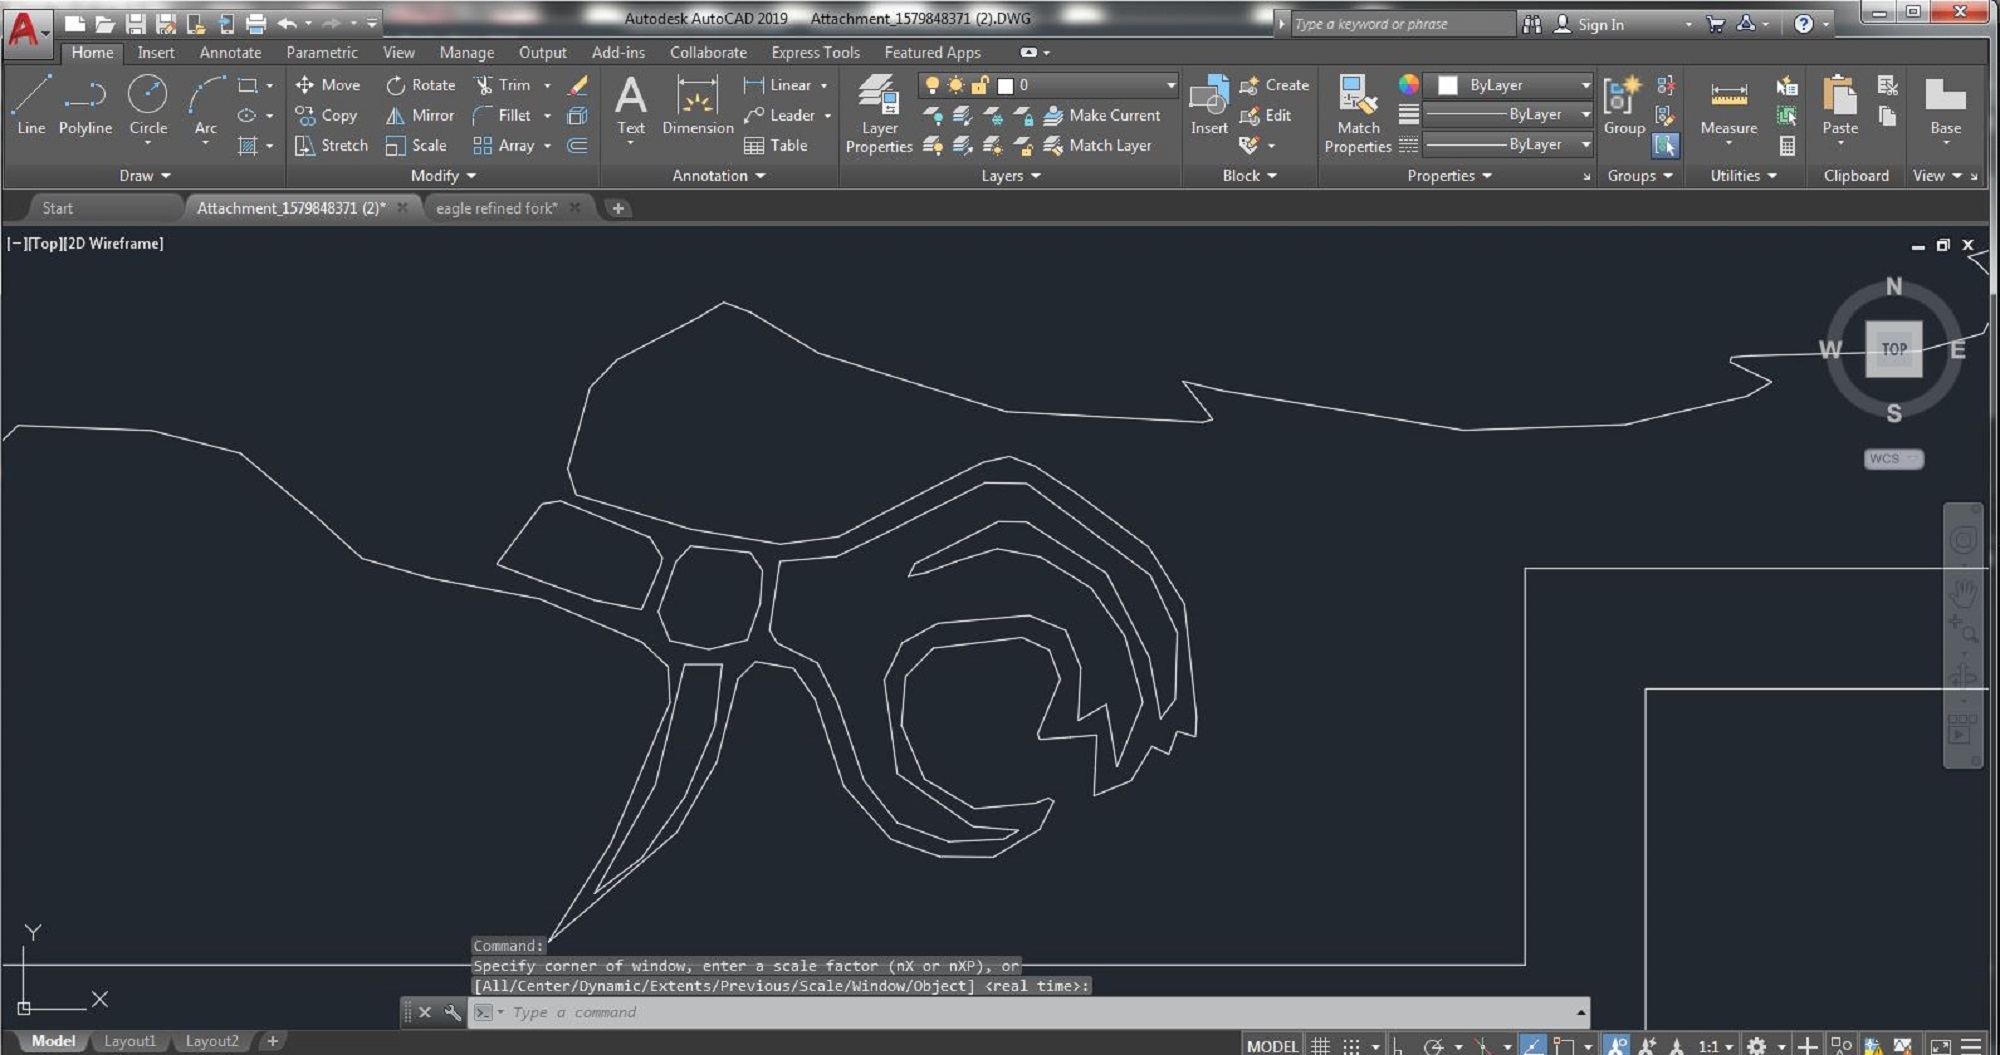 Autodesk AutoCAD 2019 Attachment_1579848371 (2).DWG
Type a keyword or phrase
Sign In
Home Insert Annotate Parametric View Manage Output Add-ins Collaborate Express Tools Featured Apps
Move Rotate Trim Linear 0 Create ByLayer
Copy Mirror Fillet Leader Make Current Edit ByLayer
Line Polyline Circle Arc Text Dimension Layer Properties Insert Match Properties Group Measure Paste Base
Stretch Scale Array Table Match Layer ByLayer
Draw Modify Annotation Layers Block Properties Groups Utilities Clipboard View
Start Attachment_1579848371 (2)* eagle refined fork*
[−][Top][2D Wireframe]
N
W TOP E
S
WCS
Y
X
Command:
Specify corner of window, enter a scale factor (nX or nXP), or
[All/Center/Dynamic/Extents/Previous/Scale/Window/Object] <real time>:
Type a command
Model Layout1 Layout2 +
MODEL 1:1